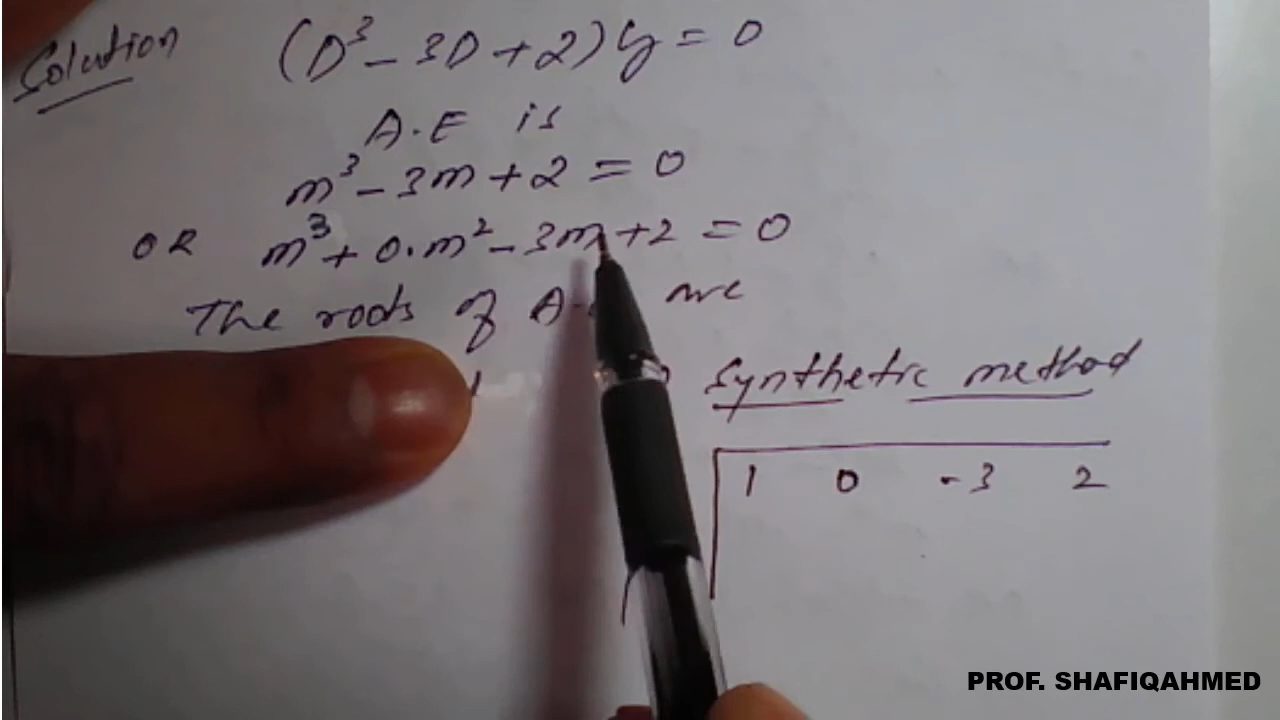 Solution (D³ - 3D + 2) y = 0
A.E is
m³ - 3m + 2 = 0
OR m³ + 0.m² - 3m + 2 = 0
The roots of are
Synthetic method
1 0 -3 2
PROF. SHAFIQAHMED